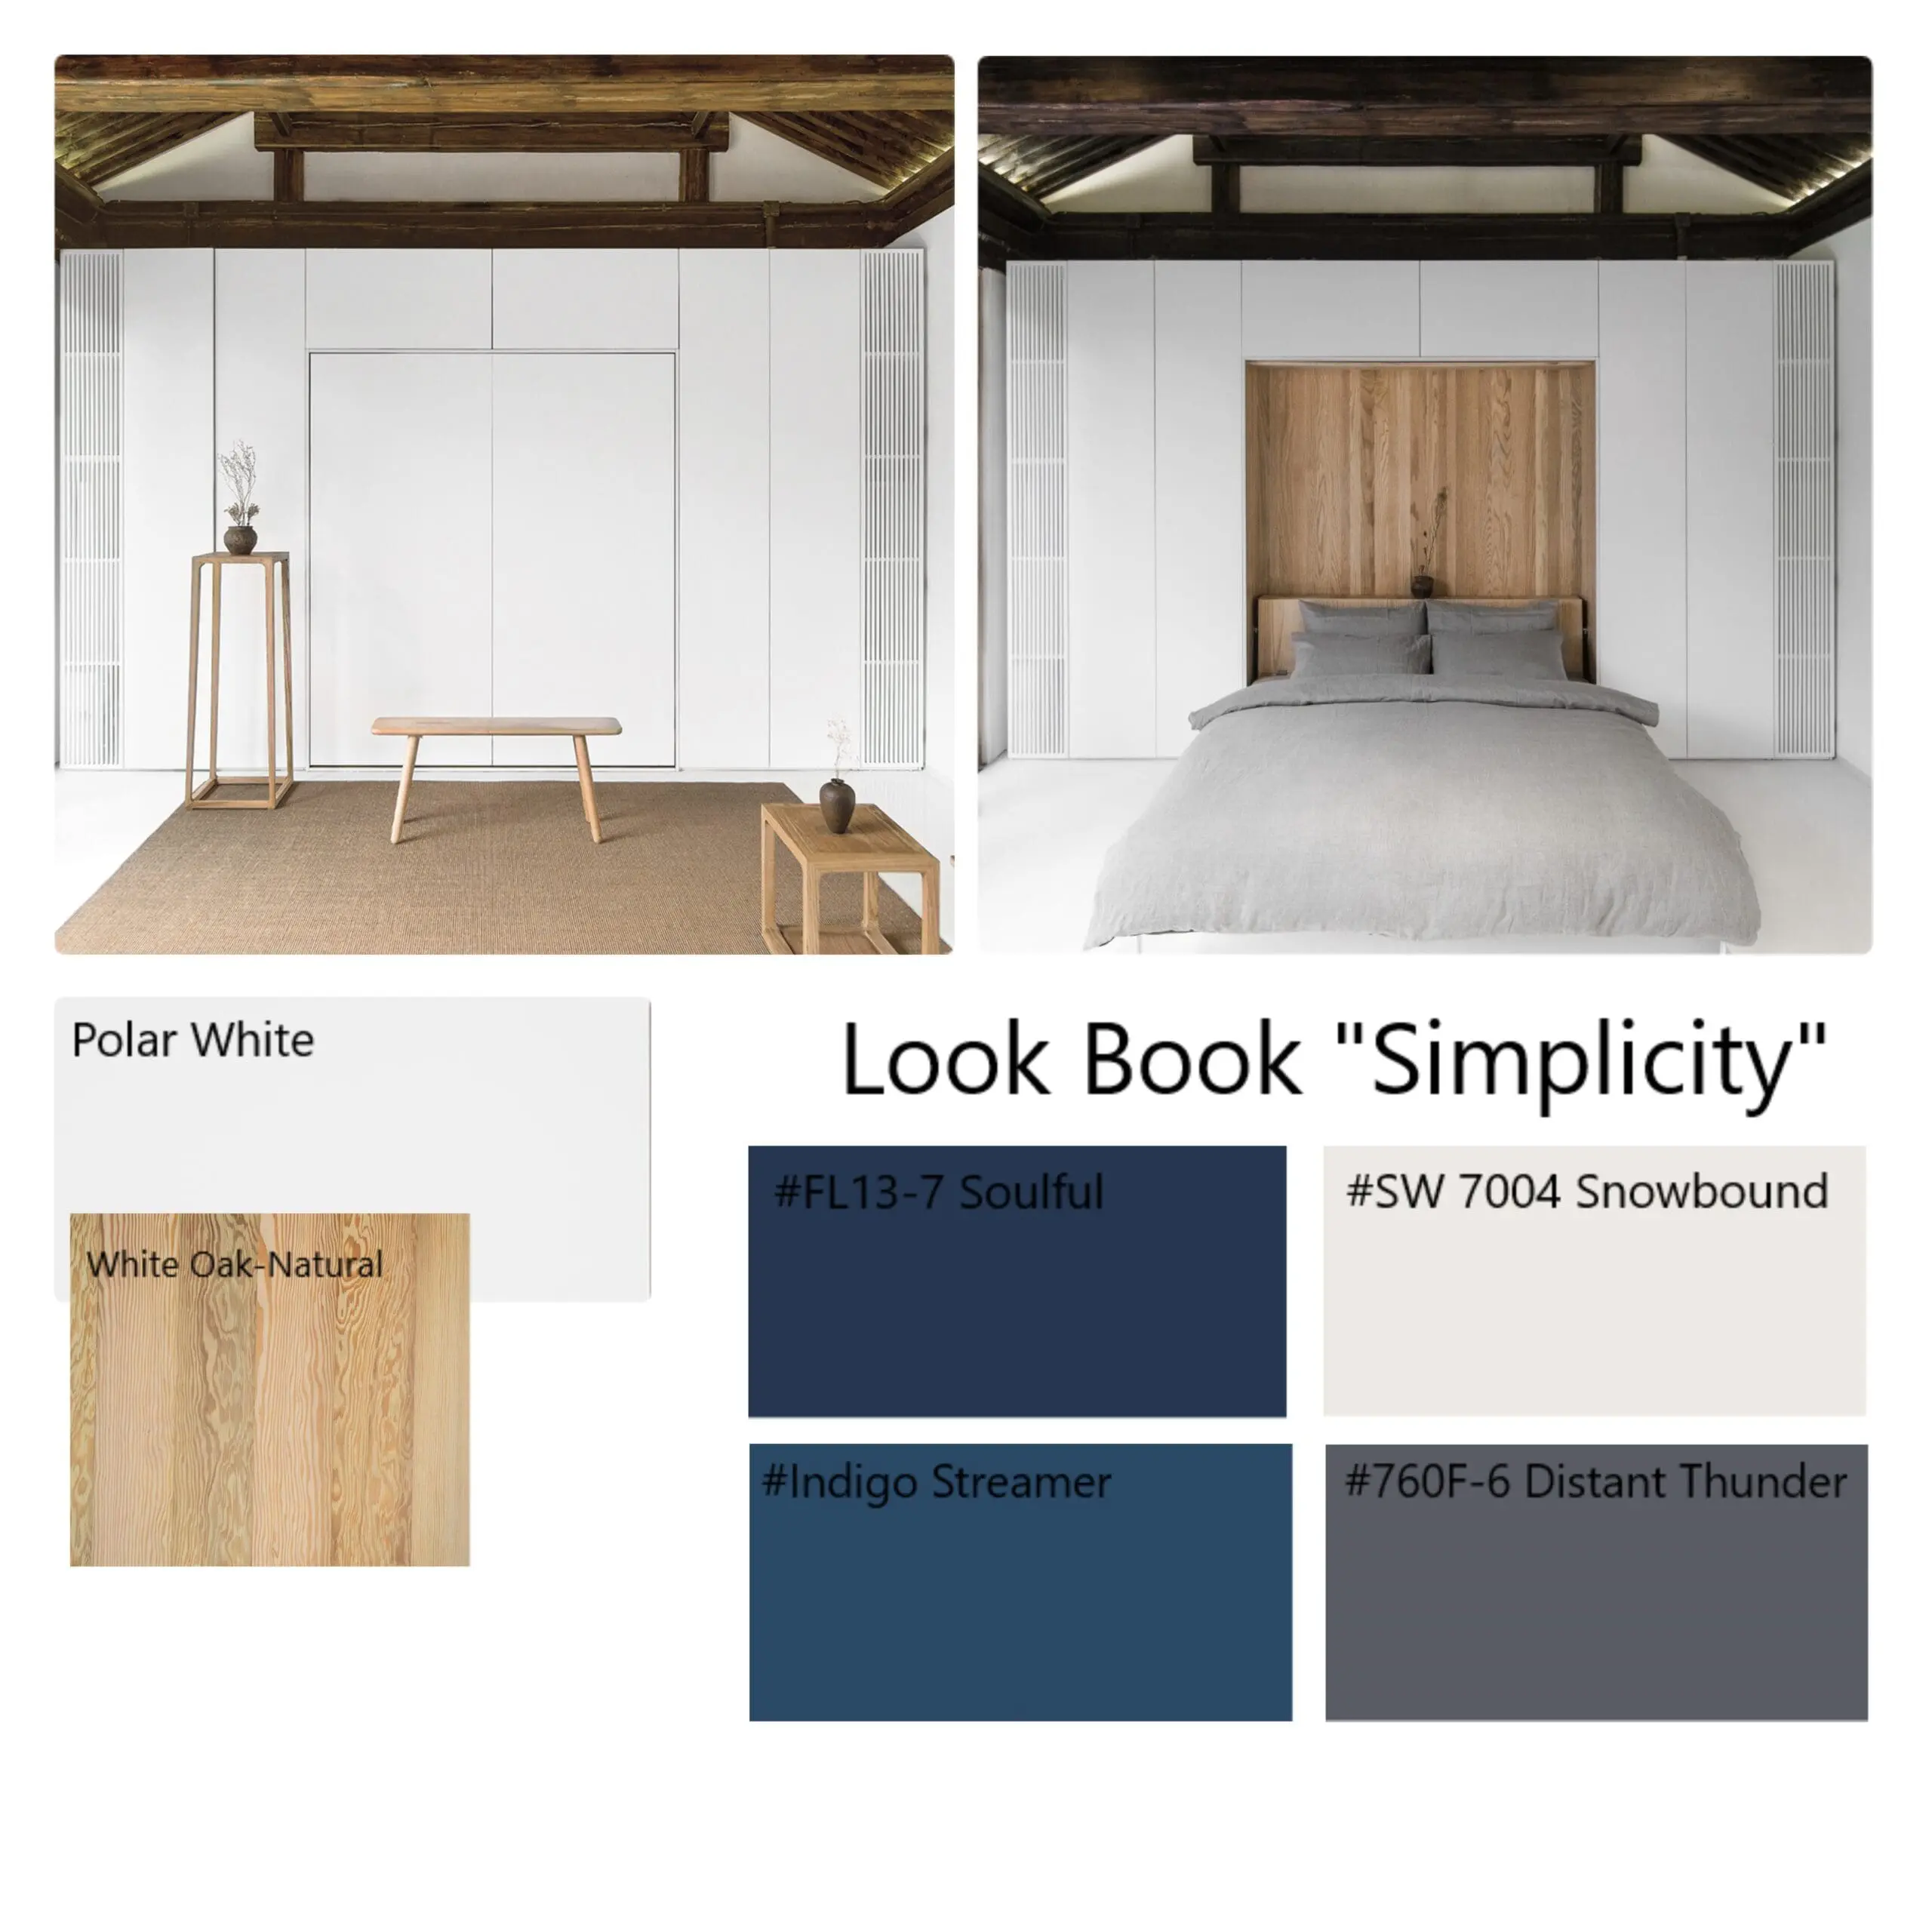 Polar White
Look Book "Simplicity"
#FL13-7 Soulful
#SW 7004 Snowbound
White Oak-Natural
#Indigo Streamer
#760F-6 Distant Thunder